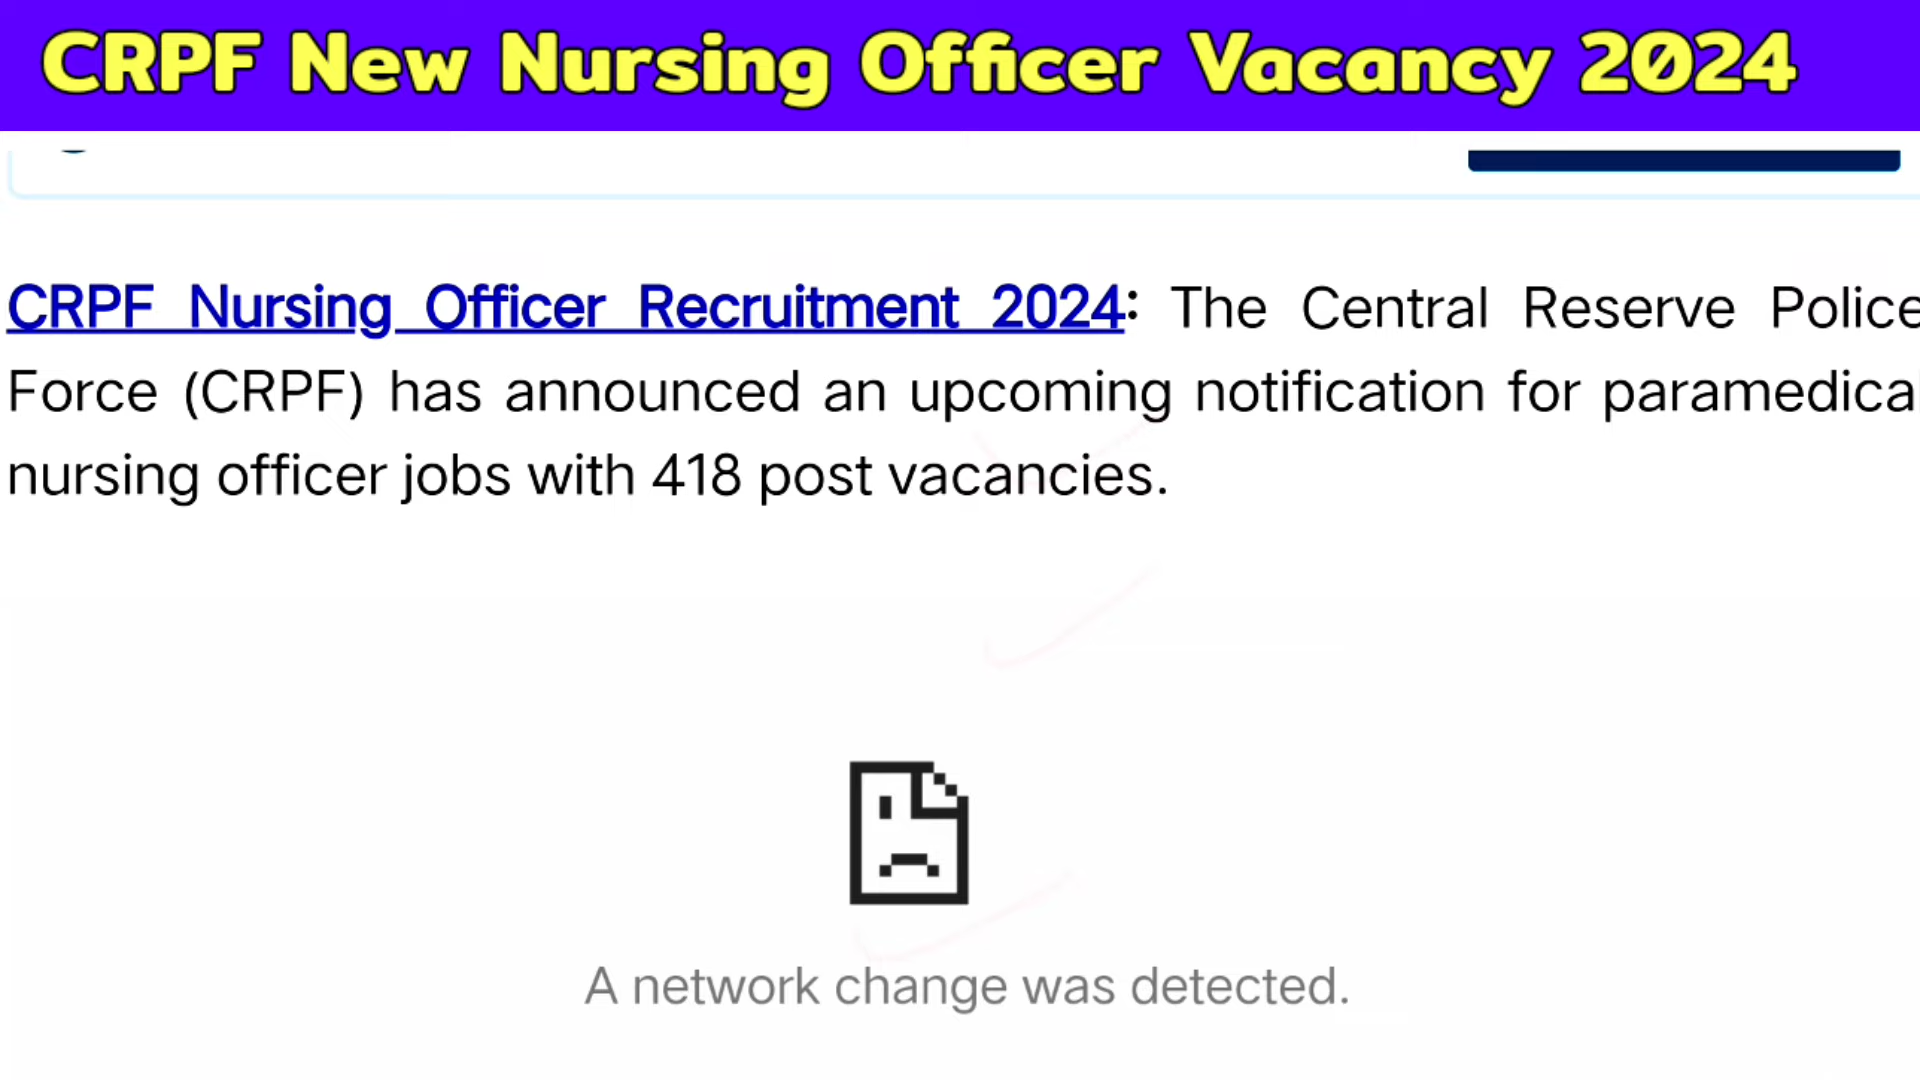 CRPF New Nursing Officer Vacancy 2024
CRPF Nursing Officer Recruitment 2024: The Central Reserve Police
Force (CRPF) has announced an upcoming notification for paramedical
nursing officer jobs with 418 post vacancies.
A network change was detected.